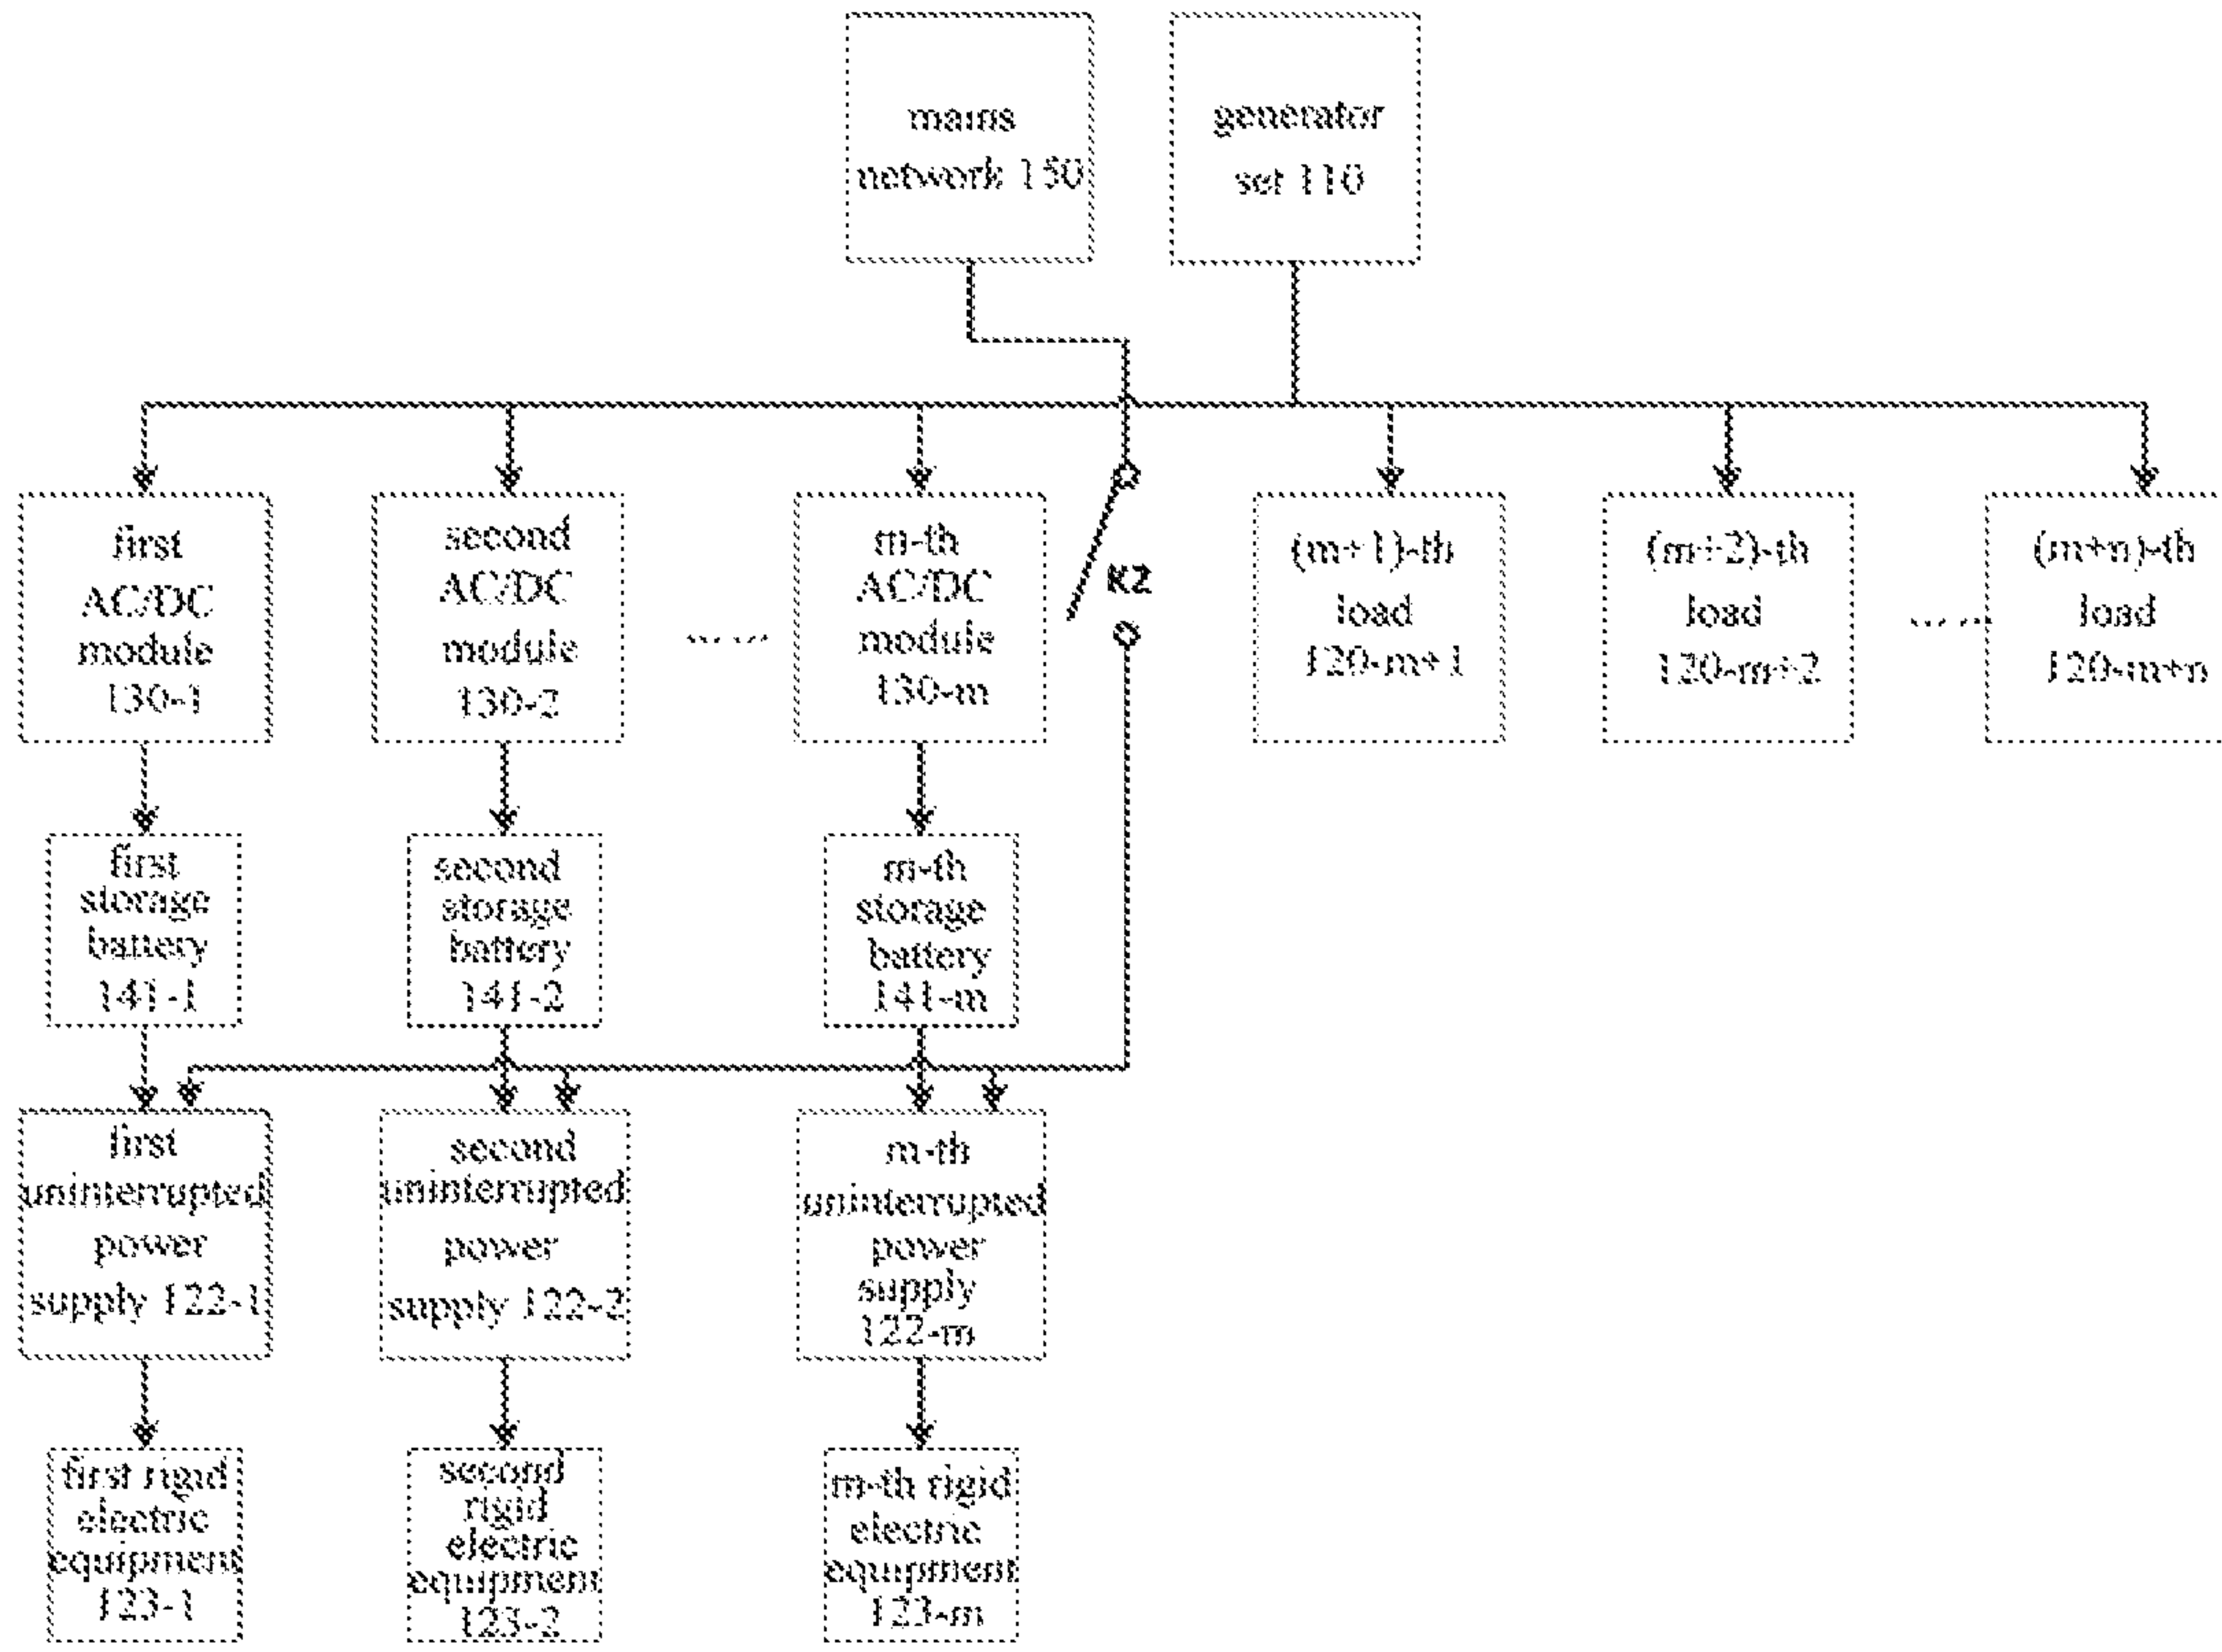 mains
network 150
generator
set 110
first
AC/DC
module
130-1
second
AC/DC
module
130-2
......
m-th
AC/DC
module
130-m
K2
(m+1)-th
load
120-m+1
(m+2)-th
load
120-m+2
......
(m+n)-th
load
120-m+n
first
storage
battery
141-1
second
storage
battery
141-2
m-th
storage
battery
141-m
first
uninterrupted
power
supply 122-1
second
uninterrupted
power
supply 122-2
m-th
uninterrupted
power
supply
122-m
first rigid
electric
equipment
123-1
second
rigid
electric
equipment
123-2
m-th rigid
electric
equipment
123-m